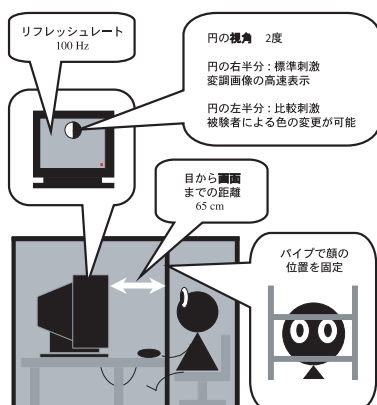 リフレッシュレート
100 Hz
円の視角 2度
円の右半分 : 標準刺激
変調画像の高速表示
円の左半分 : 比較刺激
被験者による色の変更が可能
目から画面
までの距離
65 cm
パイプで顔の
位置を固定